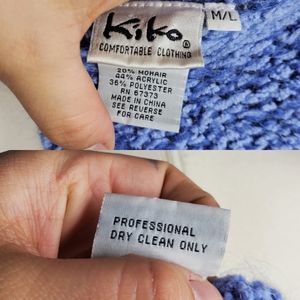 Kiko®
COMFORTABLE CLOTHING
M/L
20% MOHAIR
44% ACRYLIC
36% POLYESTER
RN 67373
MADE IN CHINA
SEE REVERSE
FOR CARE
PROFESSIONAL
DRY CLEAN ONLY